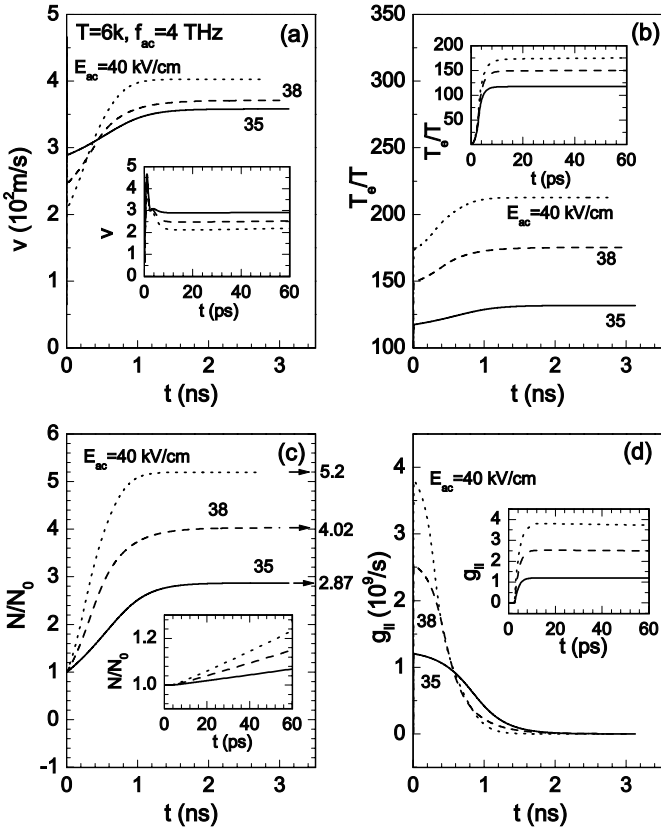 T=6k, f_ac=4 THz (a)
E_ac=40 kV/cm
38
35
v (10²m/s)
5
4
3
2
1
0
0 1 2 3
t (ns)
v
5
4
3
2
1
0
0 20 40 60
t (ps)
(b)
T_e/T
350
300
250
200
150
100
0 1 2 3
t (ns)
E_ac=40 kV/cm
38
35
T_e/T
200
150
100
50
0
0 20 40 60
t (ps)
(c)
E_ac=40 kV/cm
38
35
5.2
4.02
2.87
N/N₀
6
5
4
3
2
1
0
-1
0 1 2 3
t (ns)
N/N₀
1.2
1.1
1.0
0 20 40 60
t (ps)
(d)
E_ac=40 kV/cm
38
35
g_II (10⁹/s)
4
3
2
1
0
0 1 2 3
t (ns)
g_II
4
3
2
1
0
0 20 40 60
t (ps)